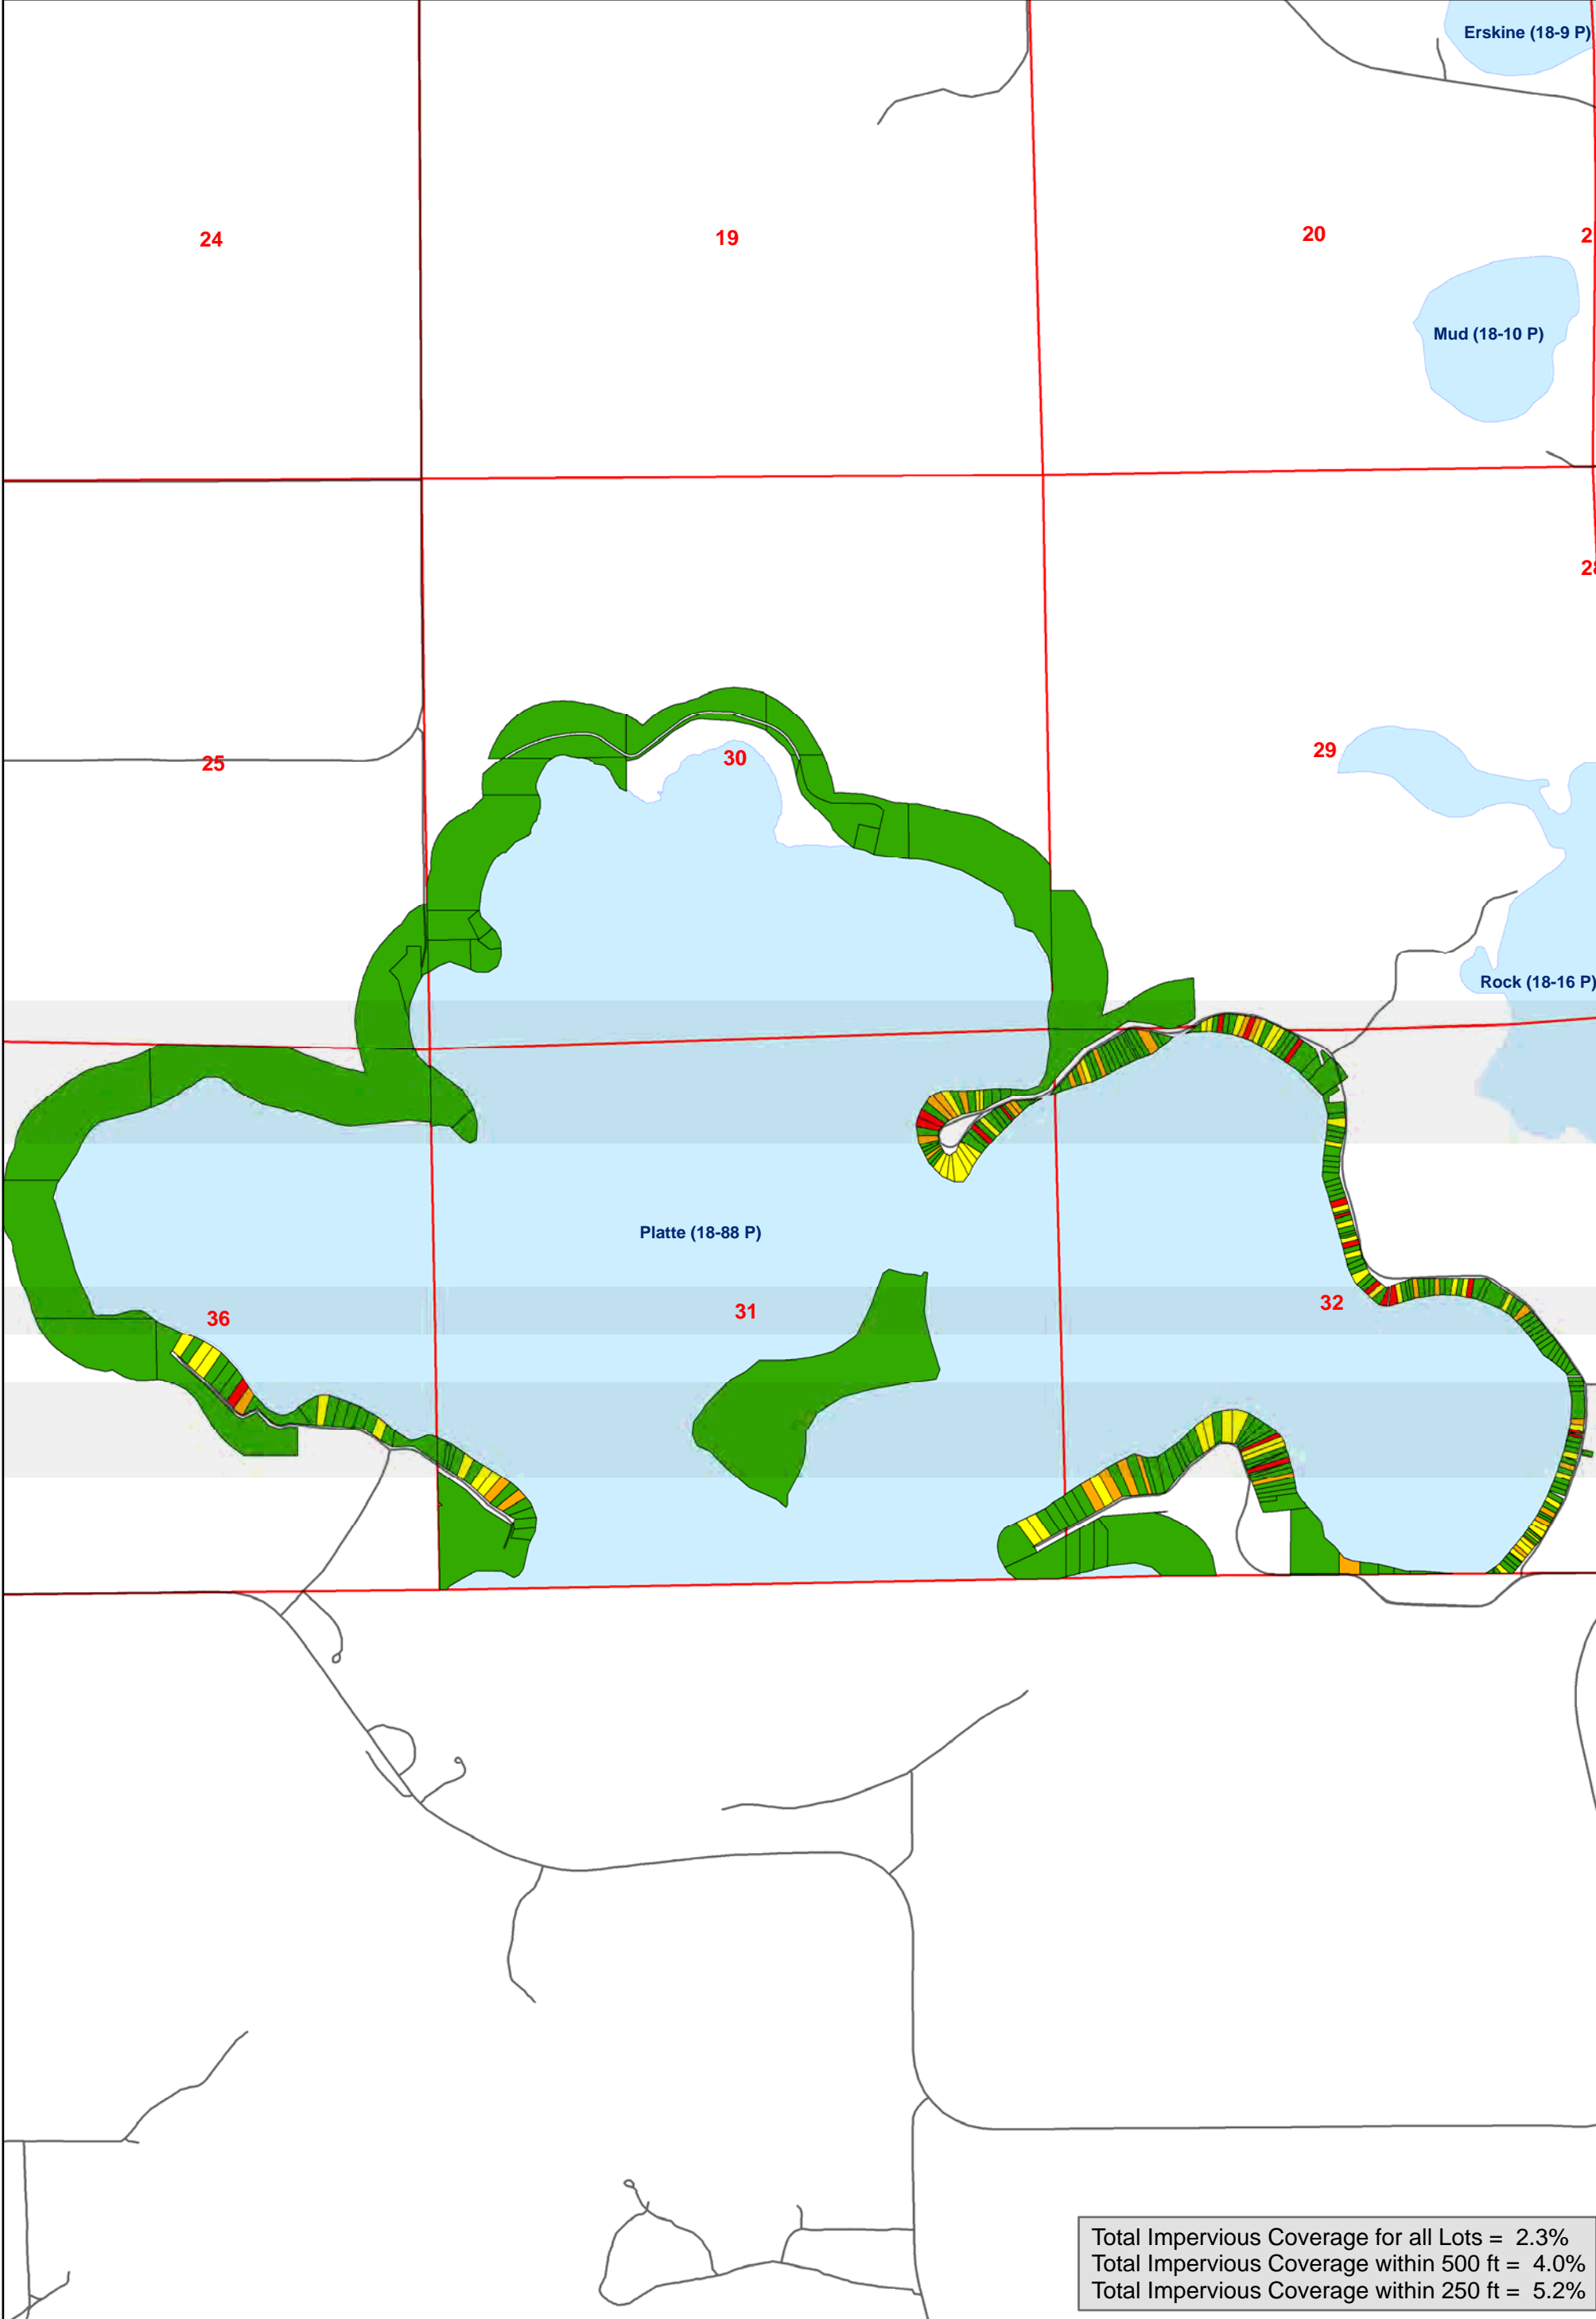 Erskine (18-9 P)
24
19
20
2
Mud (18-10 P)
28
25
30
29
Rock (18-16 P)
Platte (18-88 P)
36
31
32
Total Impervious Coverage for all Lots = 2.3%
Total Impervious Coverage within 500 ft = 4.0%
Total Impervious Coverage within 250 ft = 5.2%